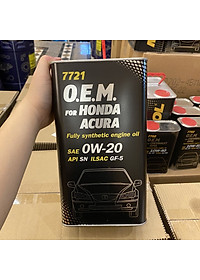 7721
O.E.M.
FOR HONDA
ACURA
Fully synthetic engine oil
SAE 0W-20
API SN ILSAC GF-5